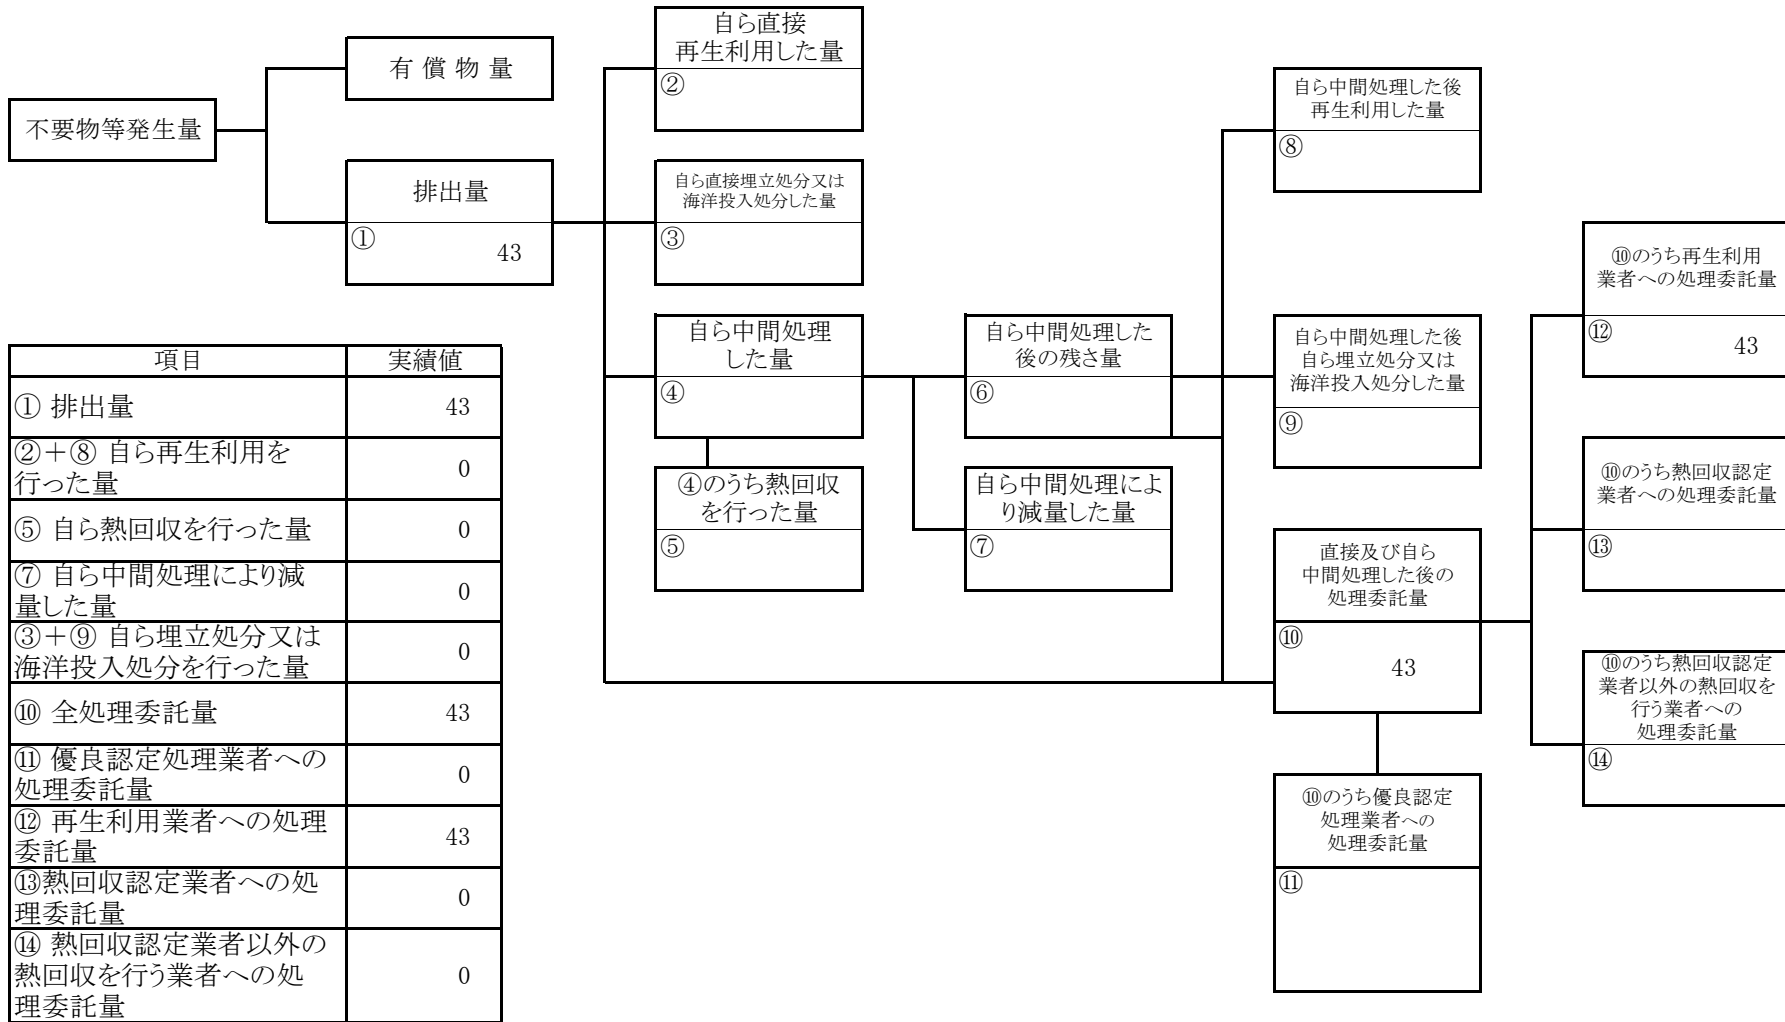 不要物等発生量
有 償 物 量
排出量
①
43
自ら直接
再生利用した量
②
自ら直接埋立処分又は
海洋投入処分した量
③
自ら中間処理
した量
④
④のうち熱回収
を行った量
⑤
自ら中間処理した
後の残さ量
⑥
自ら中間処理によ
り減量した量
⑦
自ら中間処理した後
再生利用した量
⑧
自ら中間処理した後
自ら埋立処分又は
海洋投入処分した量
⑨
直接及び自ら
中間処理した後の
処理委託量
⑩
43
⑩のうち優良認定
処理業者への
処理委託量
⑪
⑩のうち再生利用
業者への処理委託量
⑫
43
⑩のうち熱回収認定
業者への処理委託量
⑬
⑩のうち熱回収認定
業者以外の熱回収を
行う業者への
処理委託量
⑭
項目 実績値
① 排出量 43
②+⑧ 自ら再生利用を
行った量 0
⑤ 自ら熱回収を行った量 0
⑦ 自ら中間処理により減
量した量 0
③+⑨ 自ら埋立処分又は
海洋投入処分を行った量 0
⑩ 全処理委託量 43
⑪ 優良認定処理業者への
処理委託量 0
⑫ 再生利用業者への処理
委託量 43
⑬熱回収認定業者への処
理委託量 0
⑭ 熱回収認定業者以外の
熱回収を行う業者への処
理委託量 0